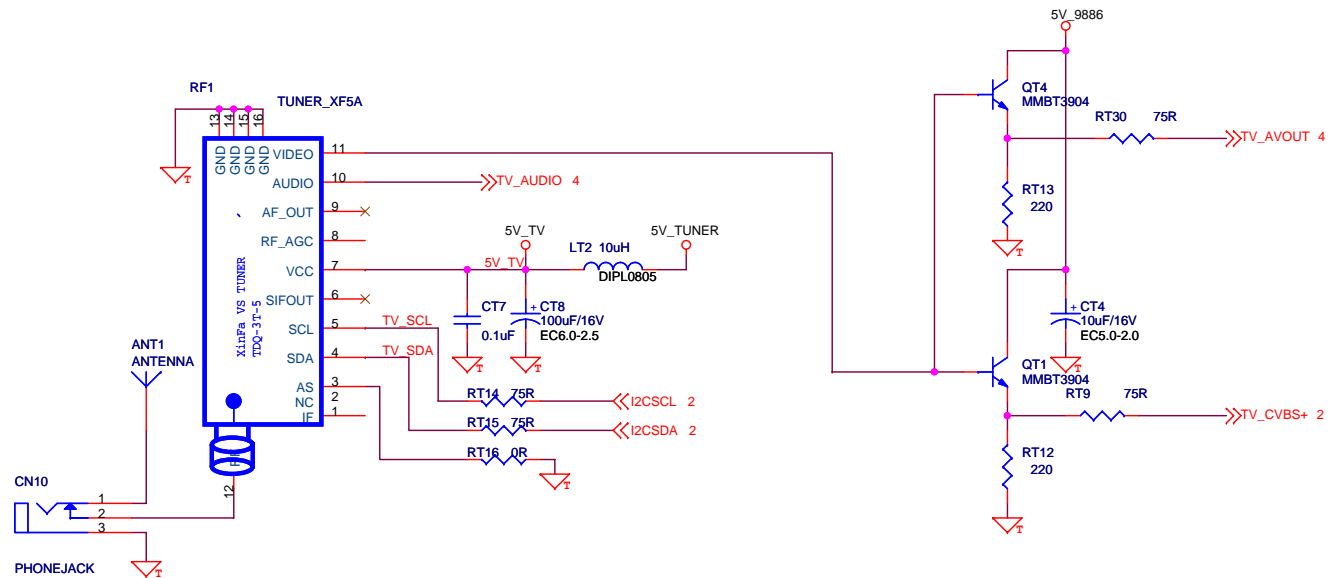 5V_9886
RF1
TUNER_XF5A
13
14
15
16
GND
GND
GND
GND
T
VIDEO 11
AUDIO 10
AF_OUT 9
RF_AGC 8
VCC 7
SIFOUT 6
SCL 5
SDA 4
AS 3
NC 2
IF 1
XinFa VS TUNER
TDQ-3T-5
TV_AUDIO 4
5V_TV
5V_TV
LT2 10uH
DIPL0805
5V_TUNER
CT7
0.1uF
T
CT8
+
100uF/16V
EC6.0-2.5
T
TV_SCL
TV_SDA
RT14 75R
I2CSCL 2
RT15 75R
I2CSDA 2
RT16 0R
T
ANT1
ANTENNA
12
CN10
1
2
3
PHONEJACK
T
QT4
MMBT3904
RT30 75R
TV_AVOUT 4
RT13
220
T
CT4
+
10uF/16V
EC5.0-2.0
T
QT1
MMBT3904
RT9 75R
TV_CVBS+ 2
RT12
220
T